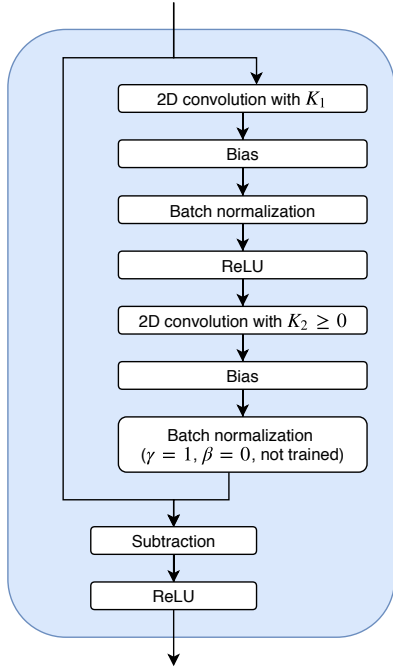 2D convolution with K₁
Bias
Batch normalization
ReLU
2D convolution with K₂ ≥ 0
Bias
Batch normalization
(γ = 1, β = 0, not trained)
Subtraction
ReLU